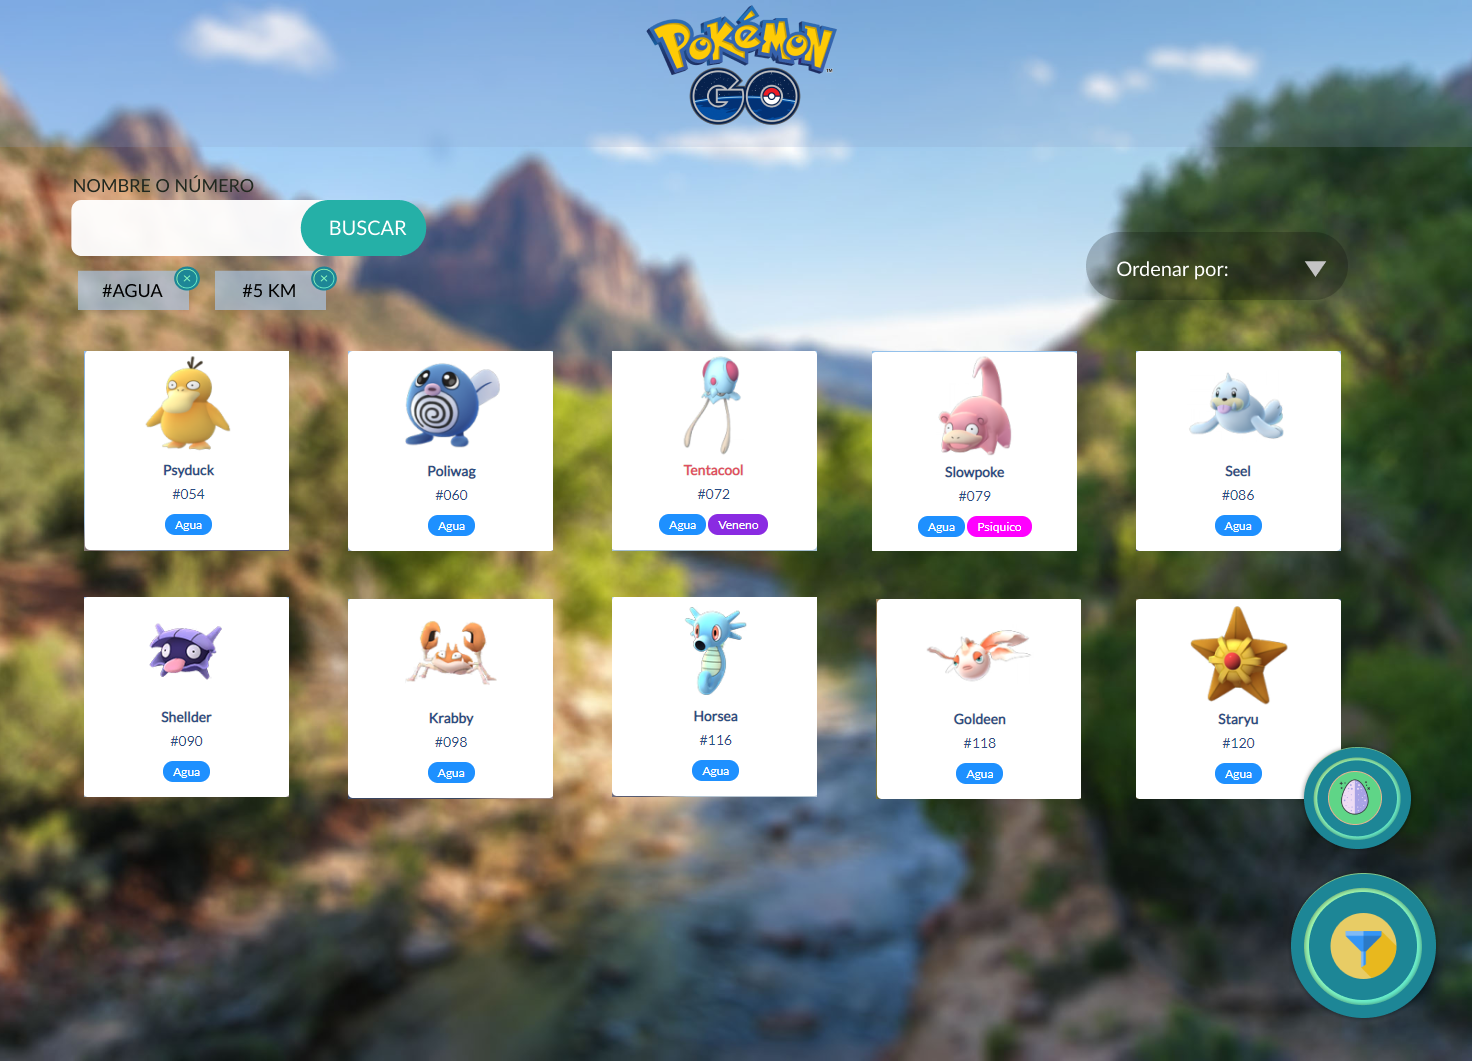 POKÉMON
GO
NOMBRE O NÚMERO
BUSCAR
#AGUA
#5 KM
Ordenar por:
Psyduck
#054
Agua
Poliwag
#060
Agua
Tentacool
#072
Agua Veneno
Slowpoke
#079
Agua Psiquico
Seel
#086
Agua
Shellder
#090
Agua
Krabby
#098
Agua
Horsea
#116
Agua
Goldeen
#118
Agua
Staryu
#120
Agua